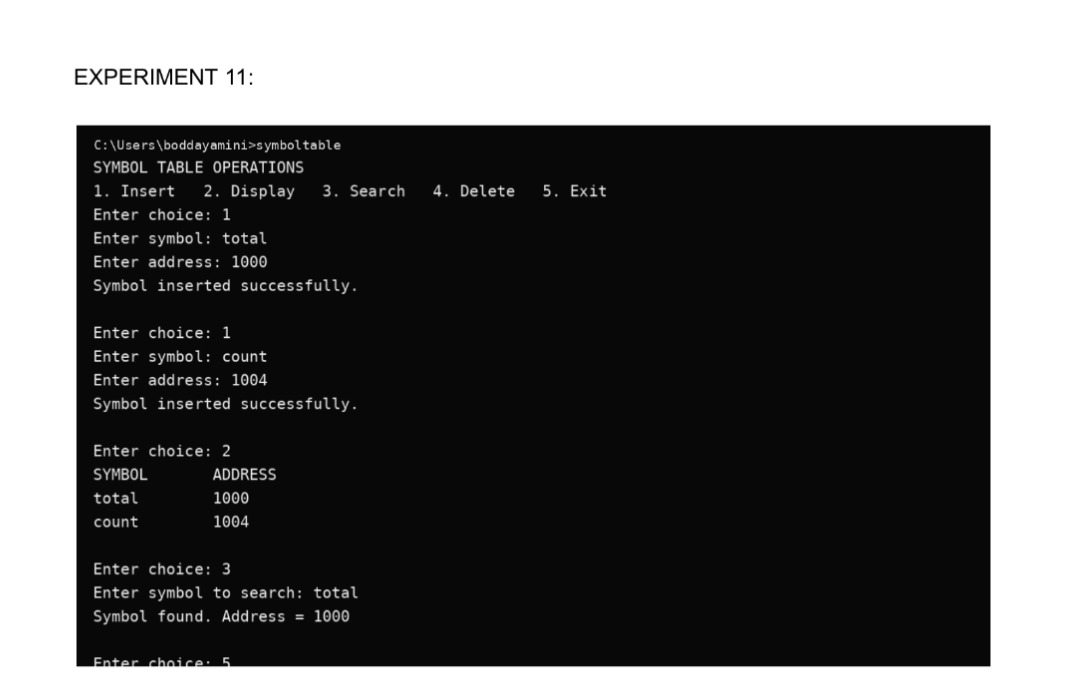 EXPERIMENT 11:
C:\Users\boddayamini>symboltable
SYMBOL TABLE OPERATIONS
1. Insert   2. Display   3. Search   4. Delete   5. Exit
Enter choice: 1
Enter symbol: total
Enter address: 1000
Symbol inserted successfully.
Enter choice: 1
Enter symbol: count
Enter address: 1004
Symbol inserted successfully.
Enter choice: 2
SYMBOL       ADDRESS
total        1000
count        1004
Enter choice: 3
Enter symbol to search: total
Symbol found. Address = 1000
Enter choice: 5